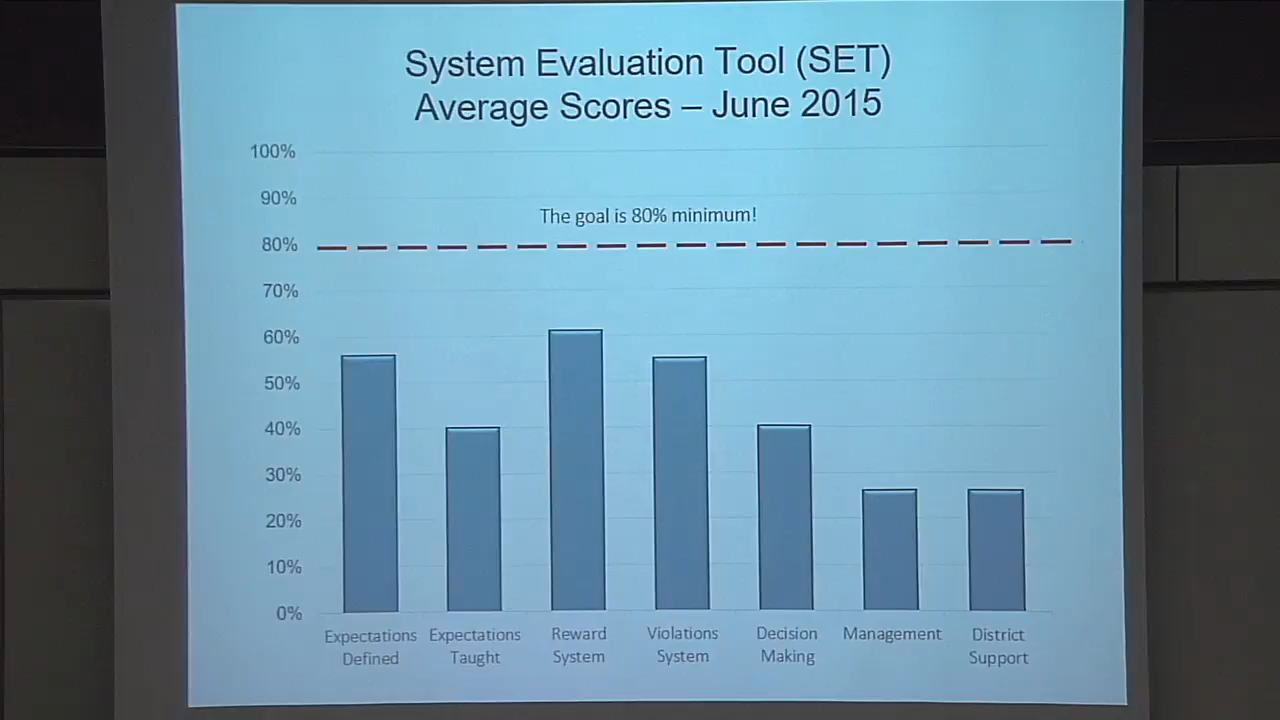 System Evaluation Tool (SET)
Average Scores – June 2015
100%
90%
The goal is 80% minimum!
80%
70%
60%
50%
40%
30%
20%
10%
0%
Expectations Defined
Expectations Taught
Reward System
Violations System
Decision Making
Management
District Support